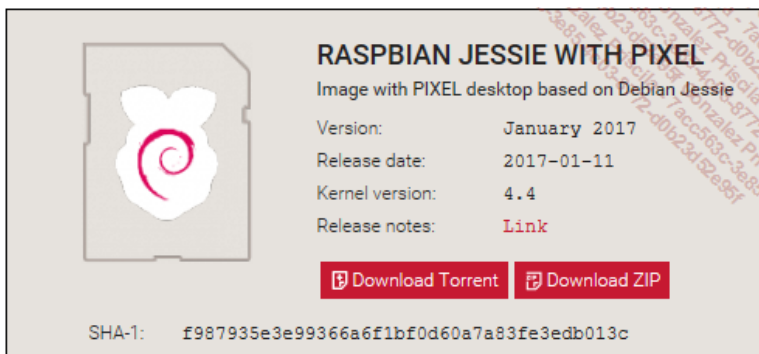 RASPBIAN JESSIE WITH PIXEL
Image with PIXEL desktop based on Debian Jessie
Version: January 2017
Release date: 2017-01-11
Kernel version: 4.4
Release notes: Link
Download Torrent Download ZIP
SHA-1: f987935e3e99366a6f1bf0d60a7a83fe3edb013c